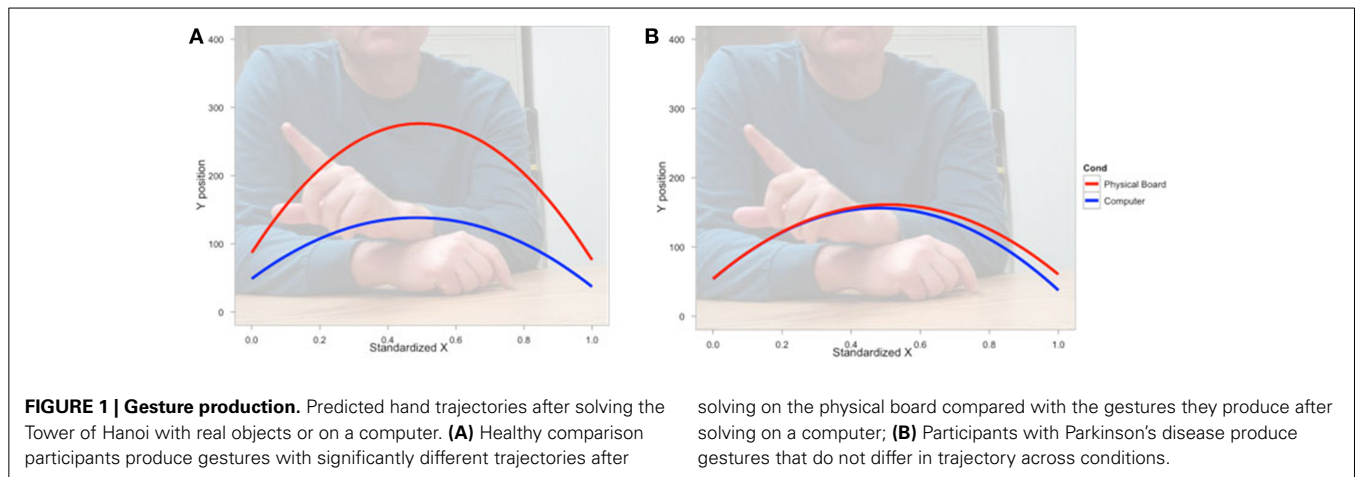 A
400
300
200
100
0
Y position
0.0 0.2 0.4 0.6 0.8 1.0
Standardized X
B
400
300
200
100
0
Y position
0.0 0.2 0.4 0.6 0.8 1.0
Standardized X
Cond
Physical Board
Computer
FIGURE 1 | Gesture production. Predicted hand trajectories after solving the
Tower of Hanoi with real objects or on a computer. (A) Healthy comparison
participants produce gestures with significantly different trajectories after
solving on the physical board compared with the gestures they produce after
solving on a computer; (B) Participants with Parkinson's disease produce
gestures that do not differ in trajectory across conditions.